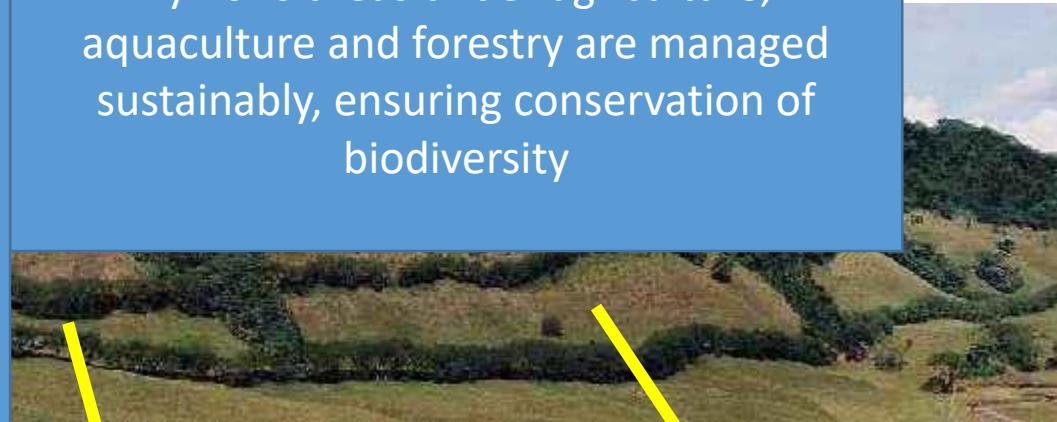 aquaculture and forestry are managed
sustainably, ensuring conservation of
biodiversity